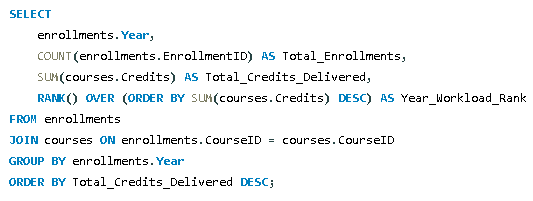 SELECT
    enrollments.Year,
    COUNT(enrollments.EnrollmentID) AS Total_Enrollments,
    SUM(courses.Credits) AS Total_Credits_Delivered,
    RANK() OVER (ORDER BY SUM(courses.Credits) DESC) AS Year_Workload_Rank
FROM enrollments
JOIN courses ON enrollments.CourseID = courses.CourseID
GROUP BY enrollments.Year
ORDER BY Total_Credits_Delivered DESC;